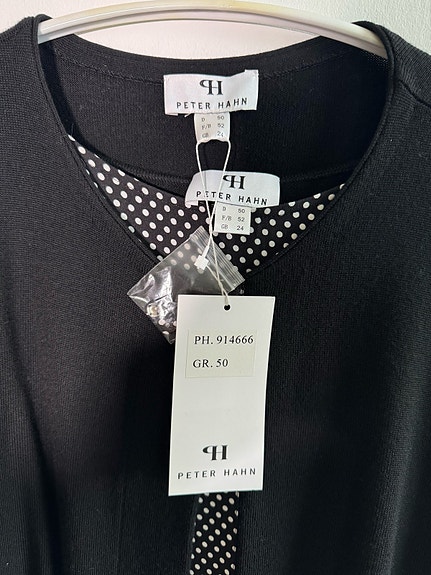 PH
PETER HAHN
D 50
F/B 52
GB 24
PH
PETER HAHN
D 50
F/B 52
GB 24
PH. 914666
GR. 50
PH
PETER HAHN